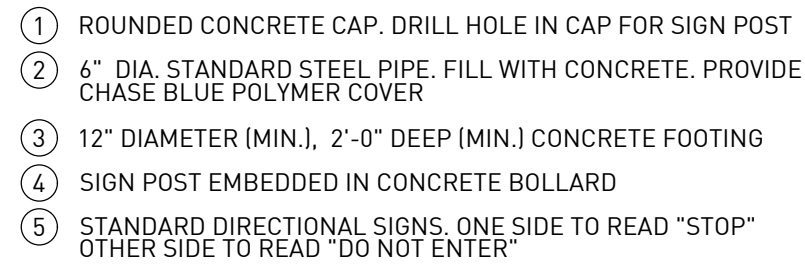 1 ROUNDED CONCRETE CAP. DRILL HOLE IN CAP FOR SIGN POST
2 6" DIA. STANDARD STEEL PIPE. FILL WITH CONCRETE. PROVIDE
CHASE BLUE POLYMER COVER
3 12" DIAMETER (MIN.), 2'-0" DEEP (MIN.) CONCRETE FOOTING
4 SIGN POST EMBEDDED IN CONCRETE BOLLARD
5 STANDARD DIRECTIONAL SIGNS. ONE SIDE TO READ "STOP"
OTHER SIDE TO READ "DO NOT ENTER"